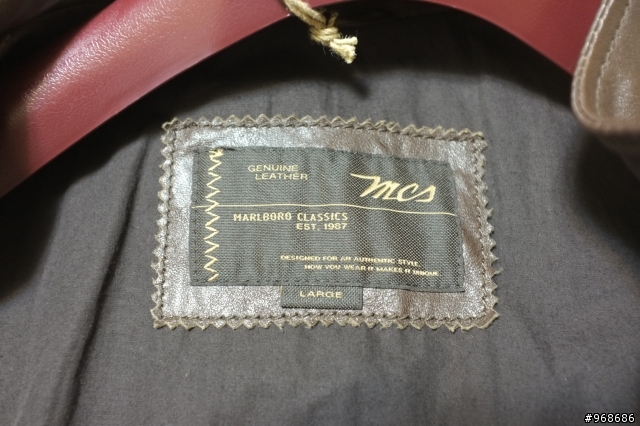 GENUINE
LEATHER
mcs
MARLBORO CLASSICS
EST. 1987
DESIGNED FOR AN AUTHENTIC STYLE.
HOW YOU WEAR IT MAKES IT UNIQUE.
LARGE
#968686